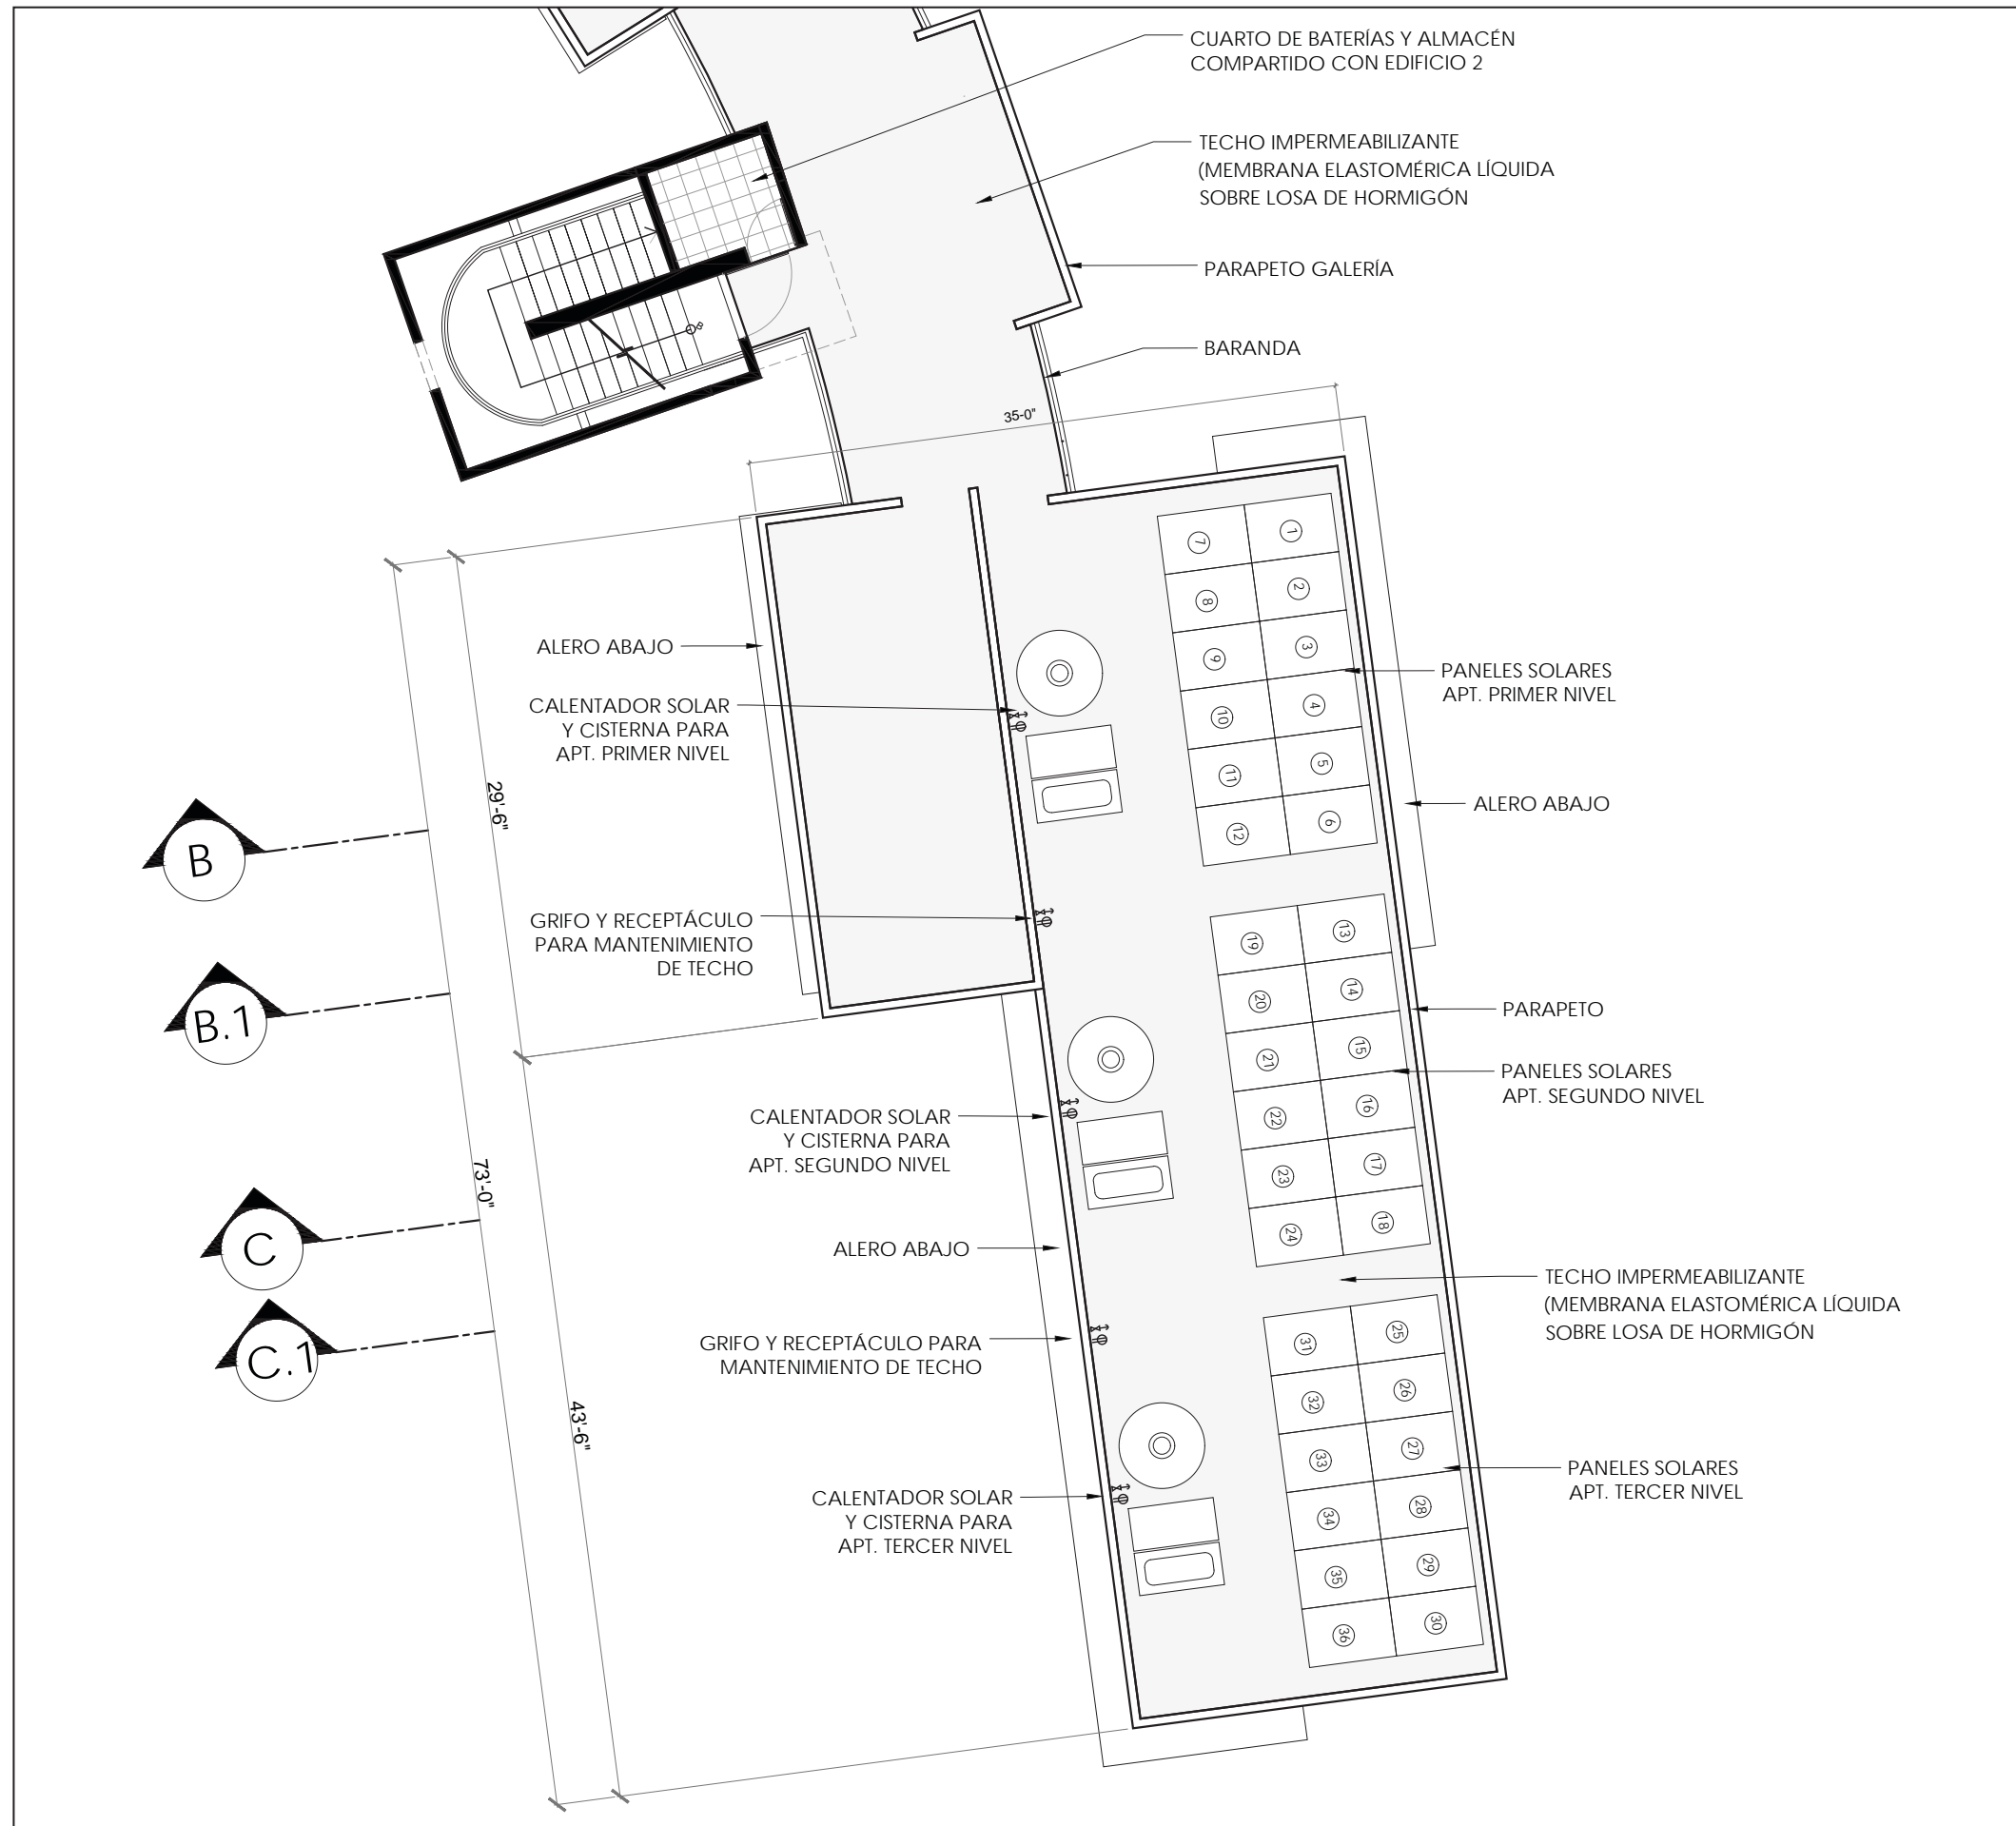 CUARTO DE BATERÍAS Y ALMACÉN
COMPARTIDO CON EDIFICIO 2
TECHO IMPERMEABILIZANTE
(MEMBRANA ELASTOMÉRICA LÍQUIDA
SOBRE LOSA DE HORMIGÓN
PARAPETO GALERÍA
BARANDA
35-0"
1
7
2
8
3
9
4
10
5
11
6
12
ALERO ABAJO
PANELES SOLARES
APT. PRIMER NIVEL
CALENTADOR SOLAR
Y CISTERNA PARA
APT. PRIMER NIVEL
29'-6"
ALERO ABAJO
B
GRIFO Y RECEPTÁCULO
PARA MANTENIMIENTO
DE TECHO
13
19
14
20
15
21
16
22
17
23
18
24
B.1
PARAPETO
PANELES SOLARES
APT. SEGUNDO NIVEL
CALENTADOR SOLAR
Y CISTERNA PARA
APT. SEGUNDO NIVEL
73'-0"
C
ALERO ABAJO
TECHO IMPERMEABILIZANTE
(MEMBRANA ELASTOMÉRICA LÍQUIDA
SOBRE LOSA DE HORMIGÓN
C.1
GRIFO Y RECEPTÁCULO PARA
MANTENIMIENTO DE TECHO
25
31
26
32
27
33
28
34
29
35
30
36
43'-6"
PANELES SOLARES
APT. TERCER NIVEL
CALENTADOR SOLAR
Y CISTERNA PARA
APT. TERCER NIVEL